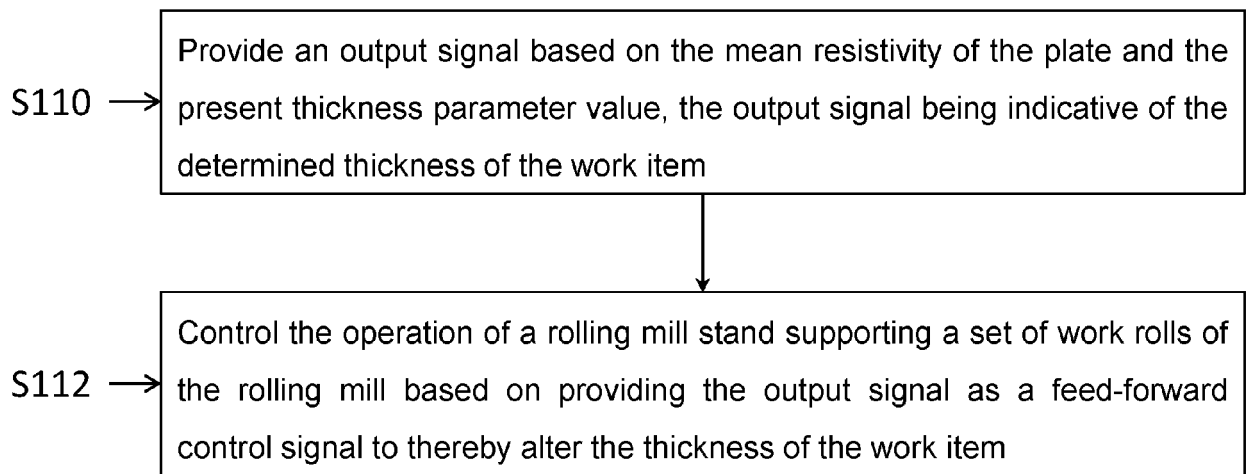 Provide an output signal based on the mean resistivity of the plate and the
S110
present thickness parameter value, the output signal being indicative of the
determined thickness of the work item
Control the operation of a rolling mill stand supporting a set of work rolls of
S112
the rolling mill based on providing the output signal as a feed-forward
control signal to thereby alter the thickness of the work item